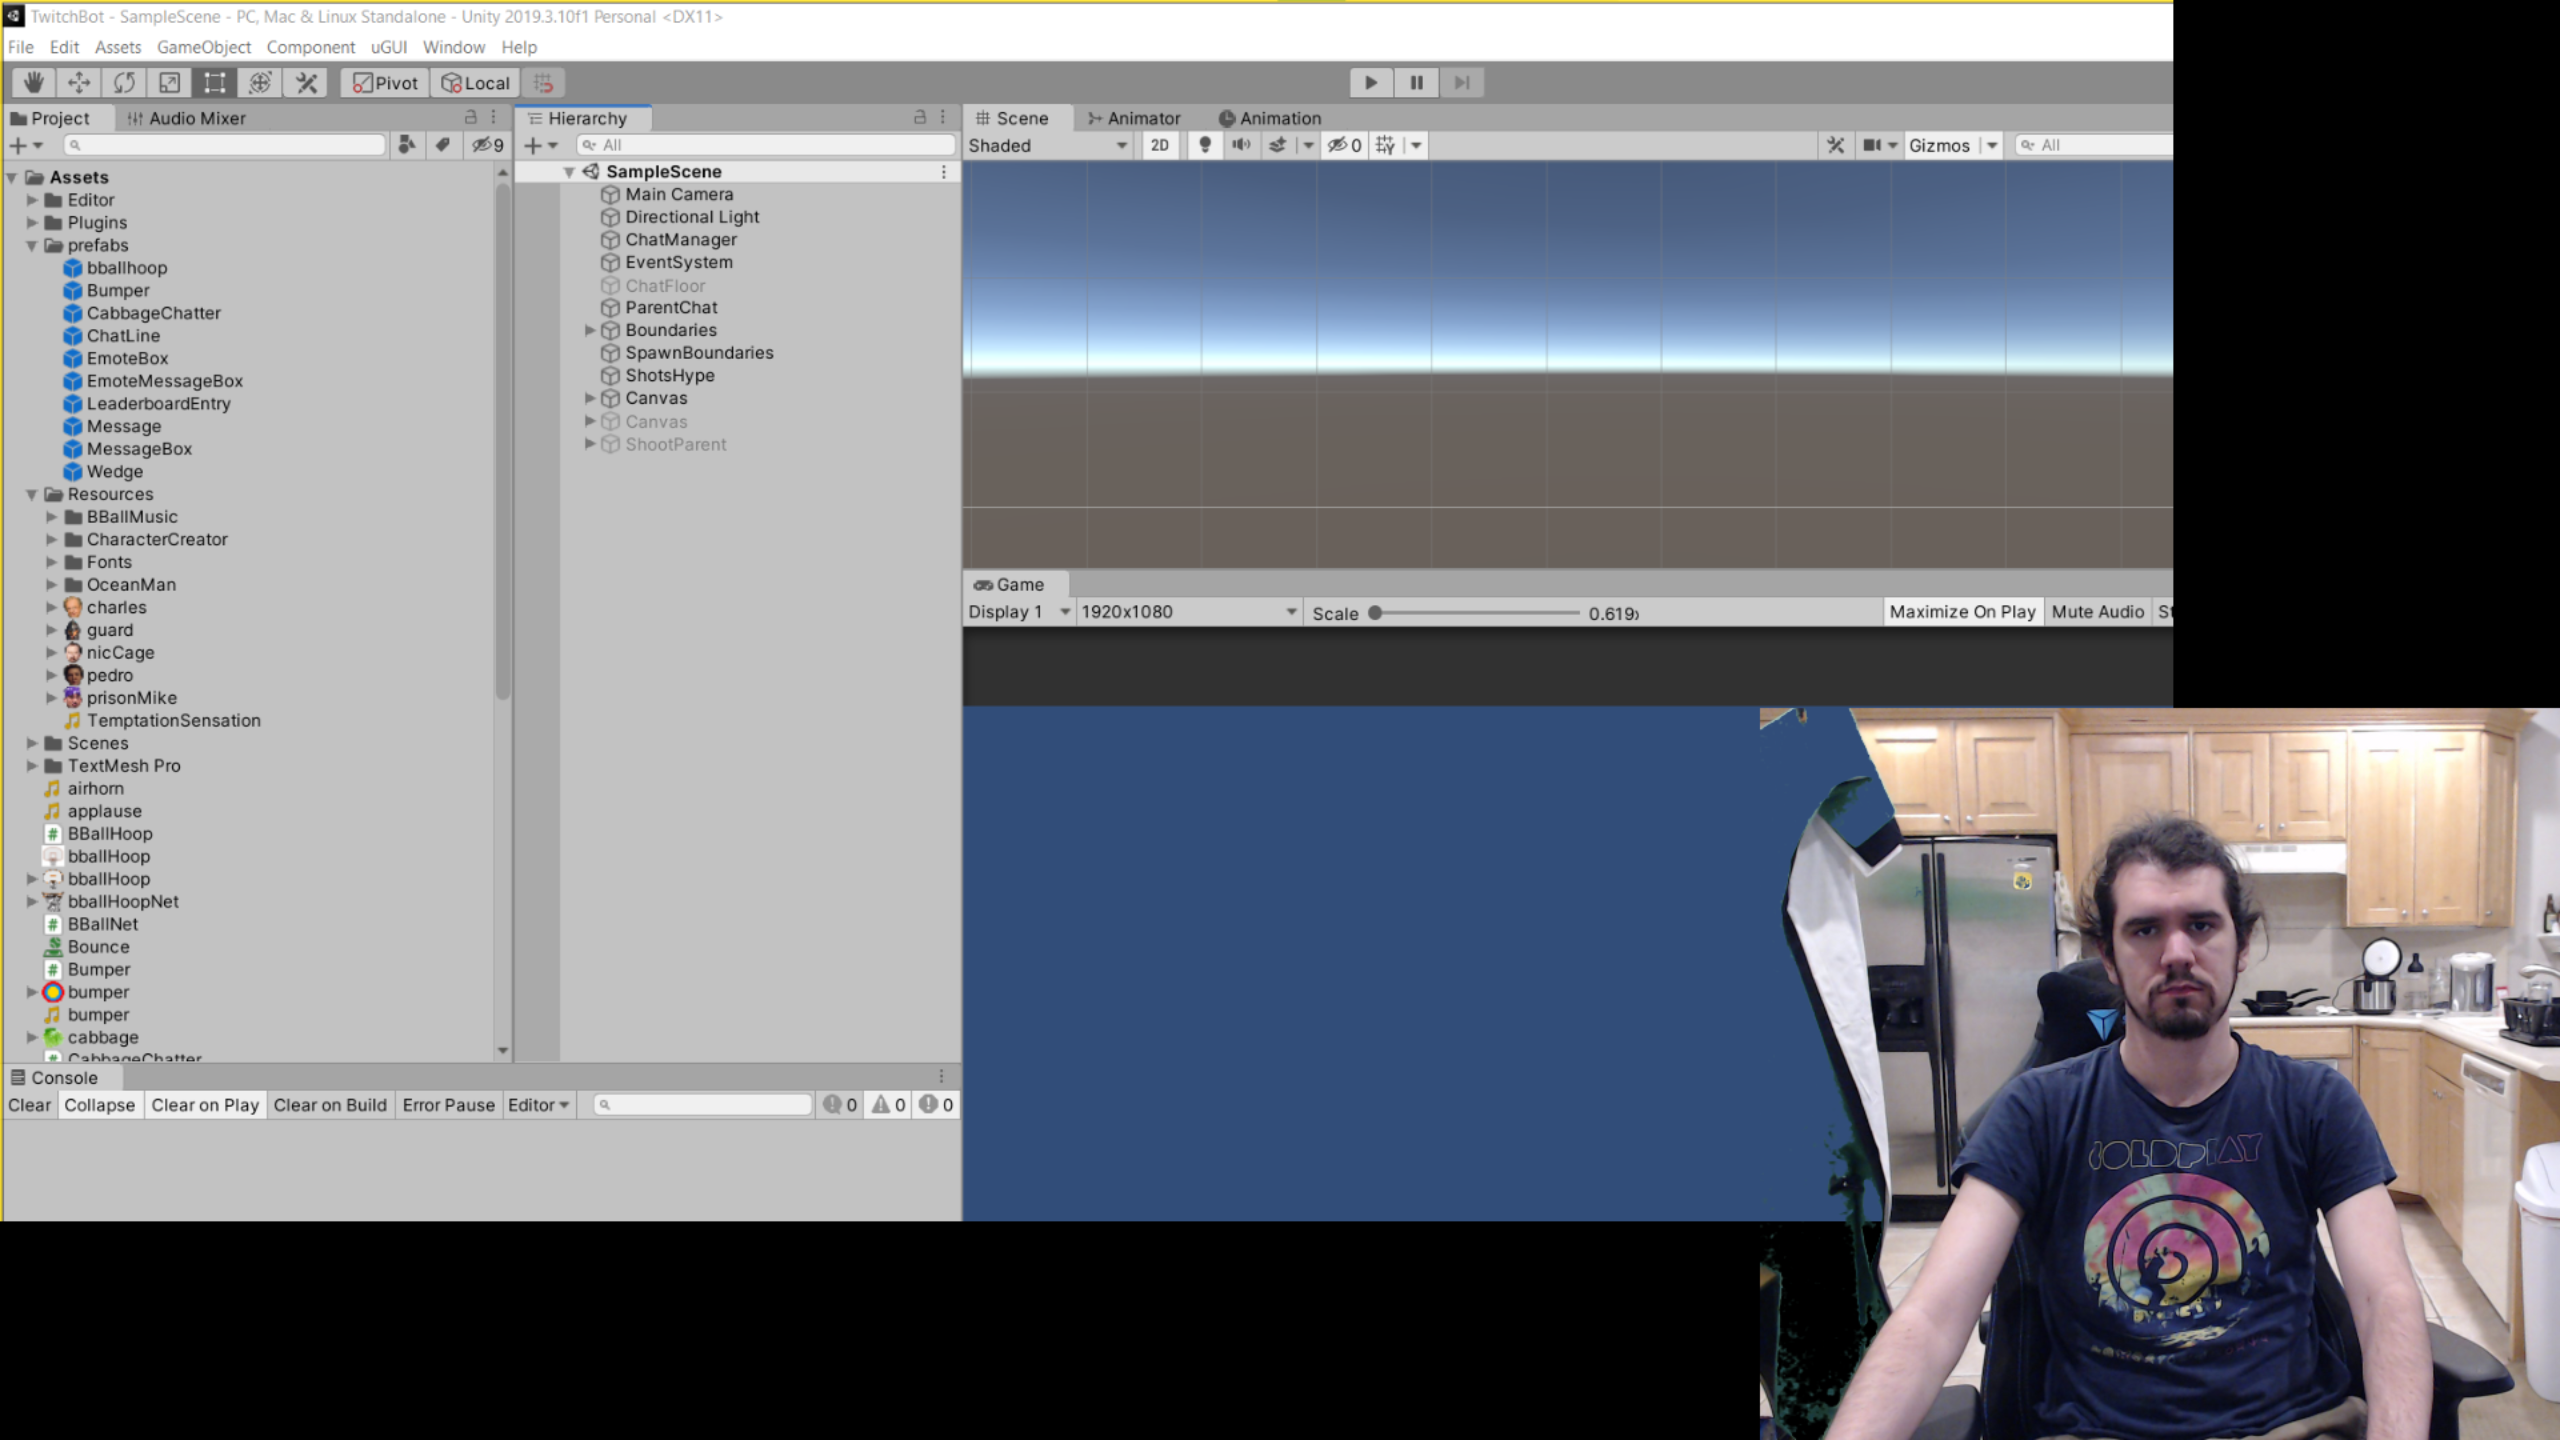 TwitchBot - SampleScene - PC, Mac & Linux Standalone - Unity 2019.3.10f1 Personal <DX11>
File Edit Assets GameObject Component uGUI Window Help
Pivot Local
Project Audio Mixer
9
Assets
Editor
Plugins
prefabs
bballhoop
Bumper
CabbageChatter
ChatLine
EmoteBox
EmoteMessageBox
LeaderboardEntry
Message
MessageBox
Wedge
Resources
BBallMusic
CharacterCreator
Fonts
OceanMan
charles
guard
nicCage
pedro
prisonMike
TemptationSensation
Scenes
TextMesh Pro
airhorn
applause
BBallHoop
bballHoop
bballHoop
bballHoopNet
BBallNet
Bounce
Bumper
bumper
bumper
cabbage
CabbageChatter
Hierarchy
All
SampleScene
Main Camera
Directional Light
ChatManager
EventSystem
ChatFloor
ParentChat
Boundaries
SpawnBoundaries
ShotsHype
Canvas
Canvas
ShootParent
Scene Animator Animation
Shaded 2D 0 Gizmos All
Game
Display 1 1920x1080 Scale 0.619 Maximize On Play Mute Audio St
Console
Clear Collapse Clear on Play Clear on Build Error Pause Editor 0 0 0
COLDPLAY